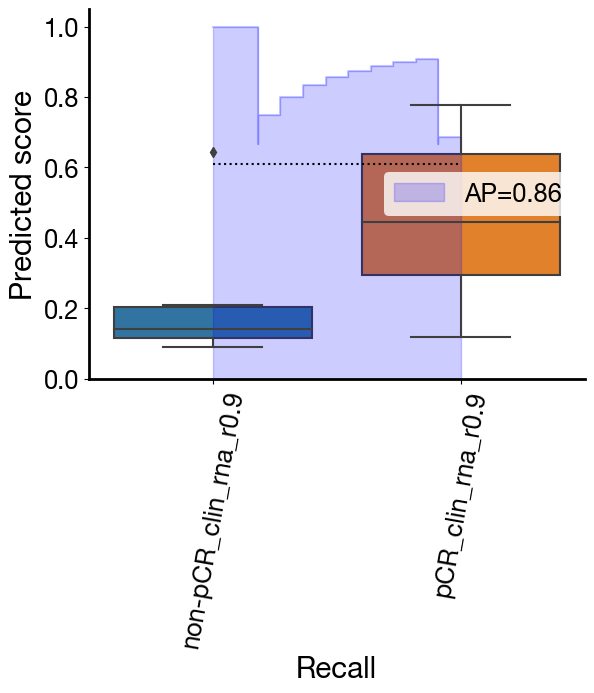 1.0
0.8
0.6
0.4
0.2
0.0
Predicted score
AP=0.86
non-pCR_clin_rna_r0.9
pCR_clin_rna_r0.9
Recall